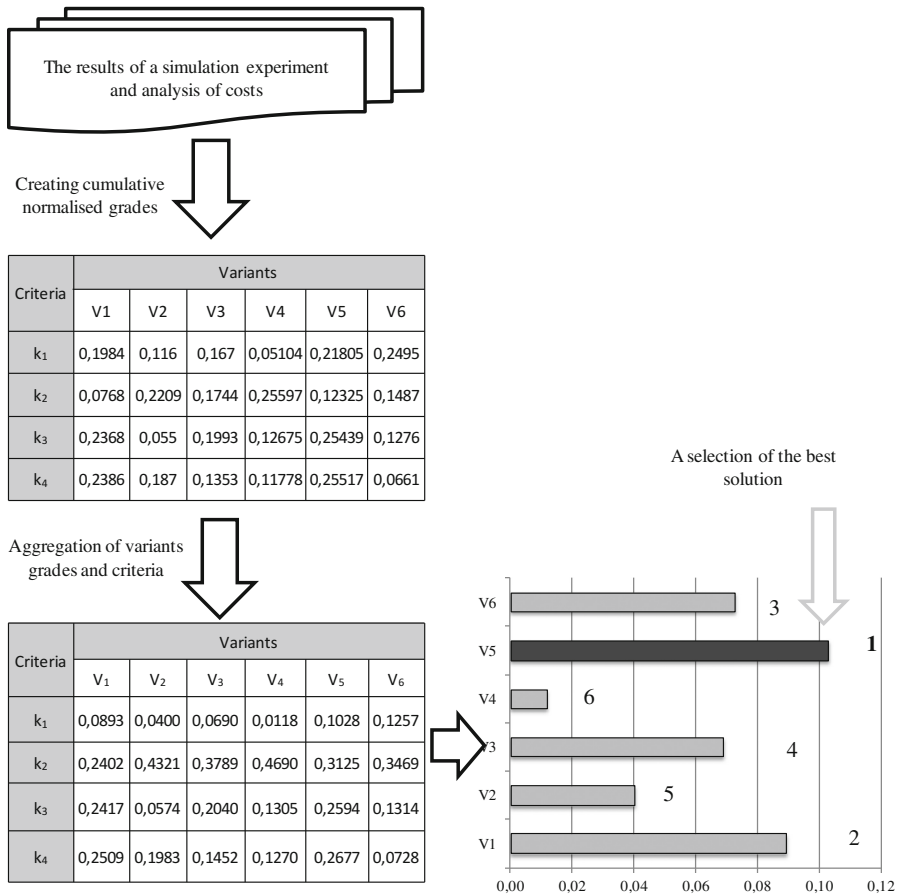 The results of a simulation experiment
and analysis of costs
Creating cumulative
normalised grades
Criteria Variants
V1 V2 V3 V4 V5 V6
k₁ 0,1984 0,116 0,167 0,05104 0,21805 0,2495
k₂ 0,0768 0,2209 0,1744 0,25597 0,12325 0,1487
k₃ 0,2368 0,055 0,1993 0,12675 0,25439 0,1276
k₄ 0,2386 0,187 0,1353 0,11778 0,25517 0,0661
Aggregation of variants
grades and criteria
Criteria Variants
V₁ V₂ V₃ V₄ V₅ V₆
k₁ 0,0893 0,0400 0,0690 0,0118 0,1028 0,1257
k₂ 0,2402 0,4321 0,3789 0,4690 0,3125 0,3469
k₃ 0,2417 0,0574 0,2040 0,1305 0,2594 0,1314
k₄ 0,2509 0,1983 0,1452 0,1270 0,2677 0,0728
A selection of the best
solution
V6 3
V5 1
V4 6
V3 4
V2 5
V1 2
0,00 0,02 0,04 0,06 0,08 0,10 0,12